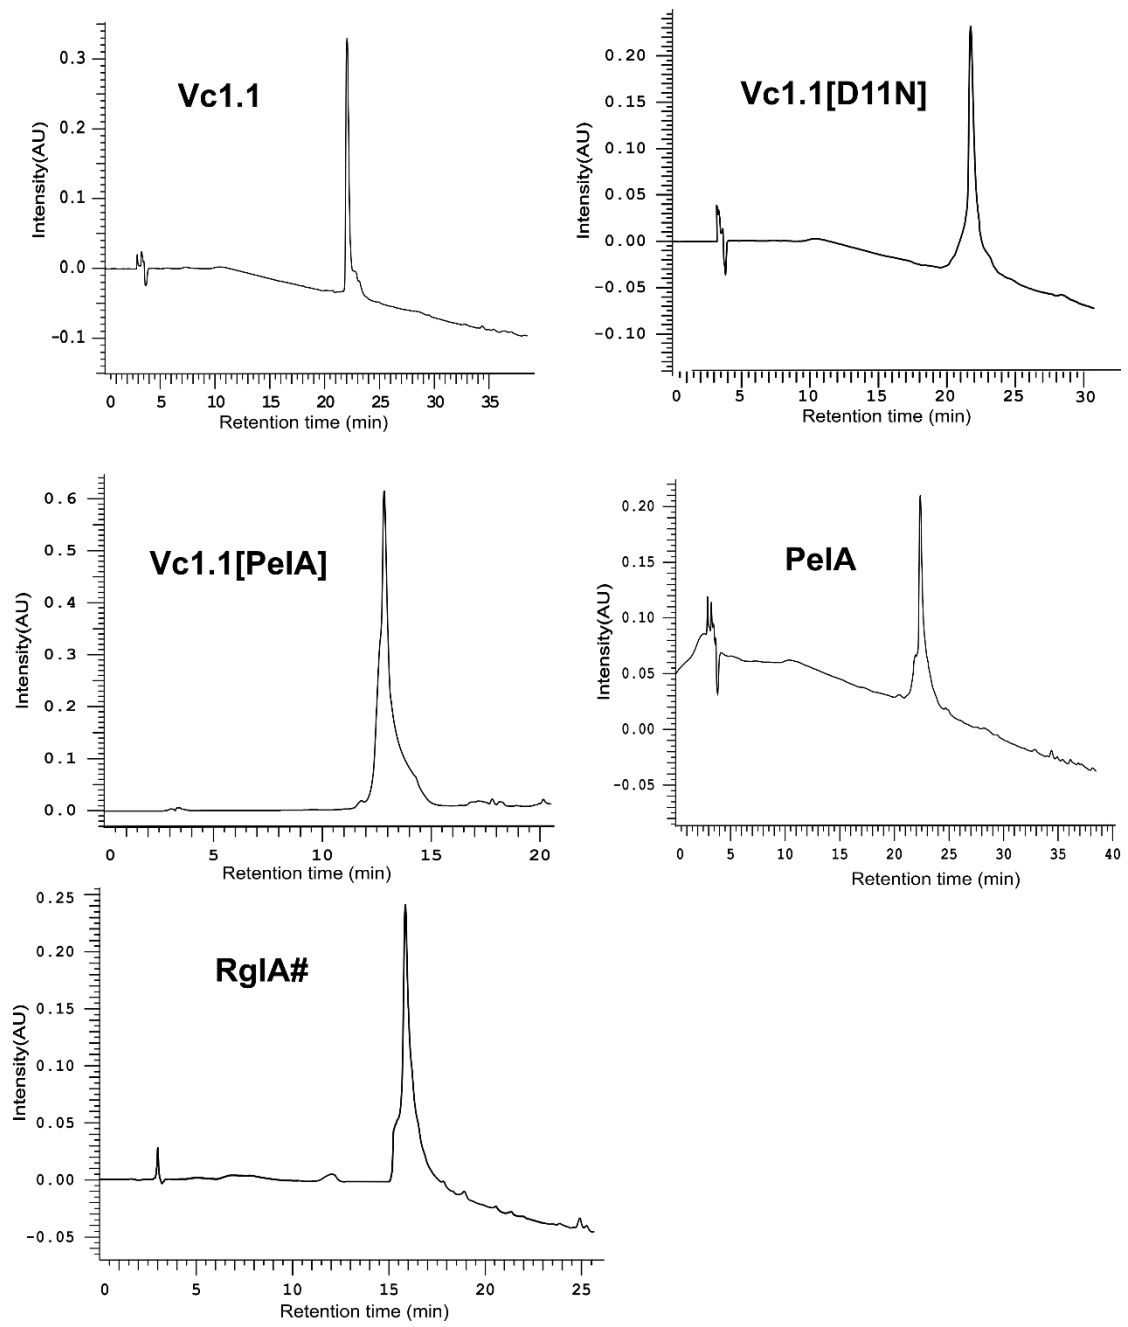 Vc1.1
Intensity(AU)
0.3
0.2
0.1
0.0
-0.1
0 5 10 15 20 25 30 35
Retention time (min)
Vc1.1[D11N]
Intensity(AU)
0.20
0.15
0.10
0.05
0.00
-0.05
-0.10
0 5 10 15 20 25 30
Retention time (min)
Vc1.1[PeIA]
Intensity(AU)
0.6
0.5
0.4
0.3
0.2
0.1
0.0
0 5 10 15 20
Retention time (min)
PeIA
Intensity(AU)
0.20
0.15
0.10
0.05
0.00
-0.05
0 5 10 15 20 25 30 35 40
Retention time (min)
RgIA#
Intensity(AU)
0.25
0.20
0.15
0.10
0.05
0.00
-0.05
0 5 10 15 20 25
Retention time (min)